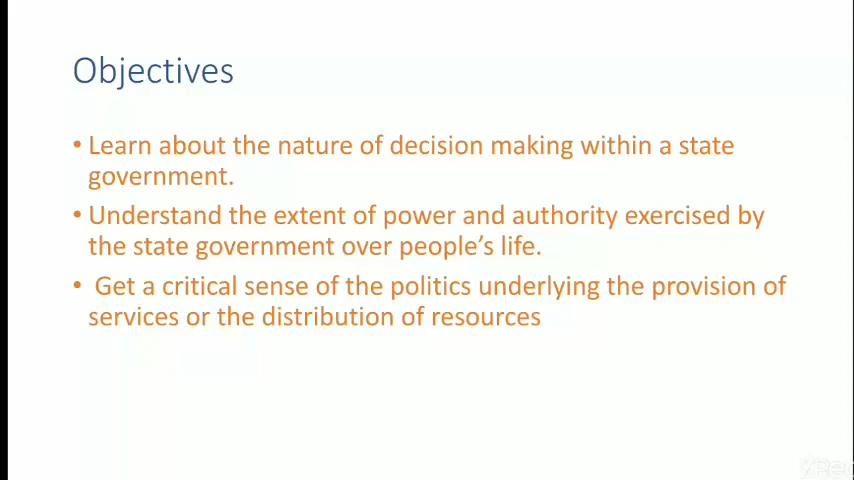 Objectives
• Learn about the nature of decision making within a state
government.
• Understand the extent of power and authority exercised by
the state government over people's life.
• Get a critical sense of the politics underlying the provision of
services or the distribution of resources